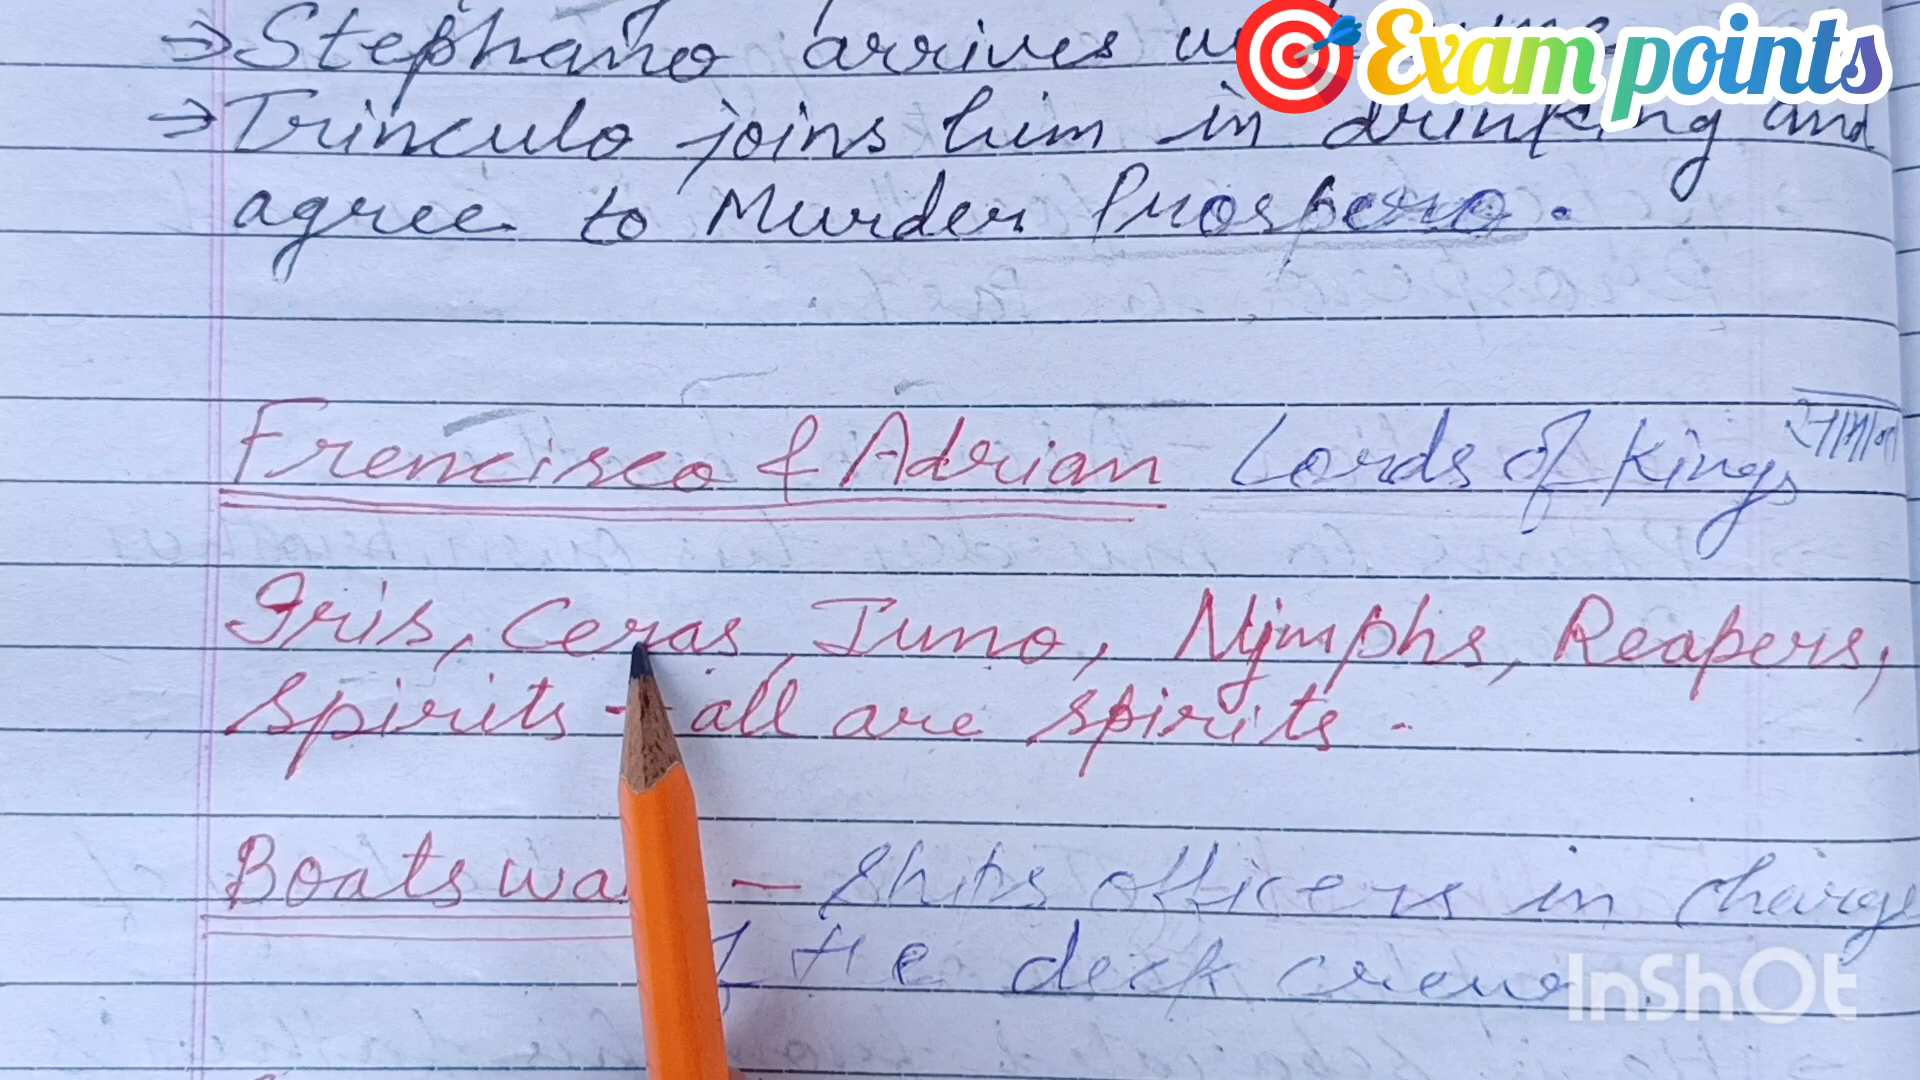 ⇒ Stephano arrives
Exam points
→ Trinculo joins him in drinking and
agree to Murder Prospero.
Frencisco & Adrian Lords of Kings
Iris, Ceras, Juno, Nymphs, Reapers,
Spirits - all are spirits.
Boatswa — Ships officers in charge
of the deck crew.
InShOt